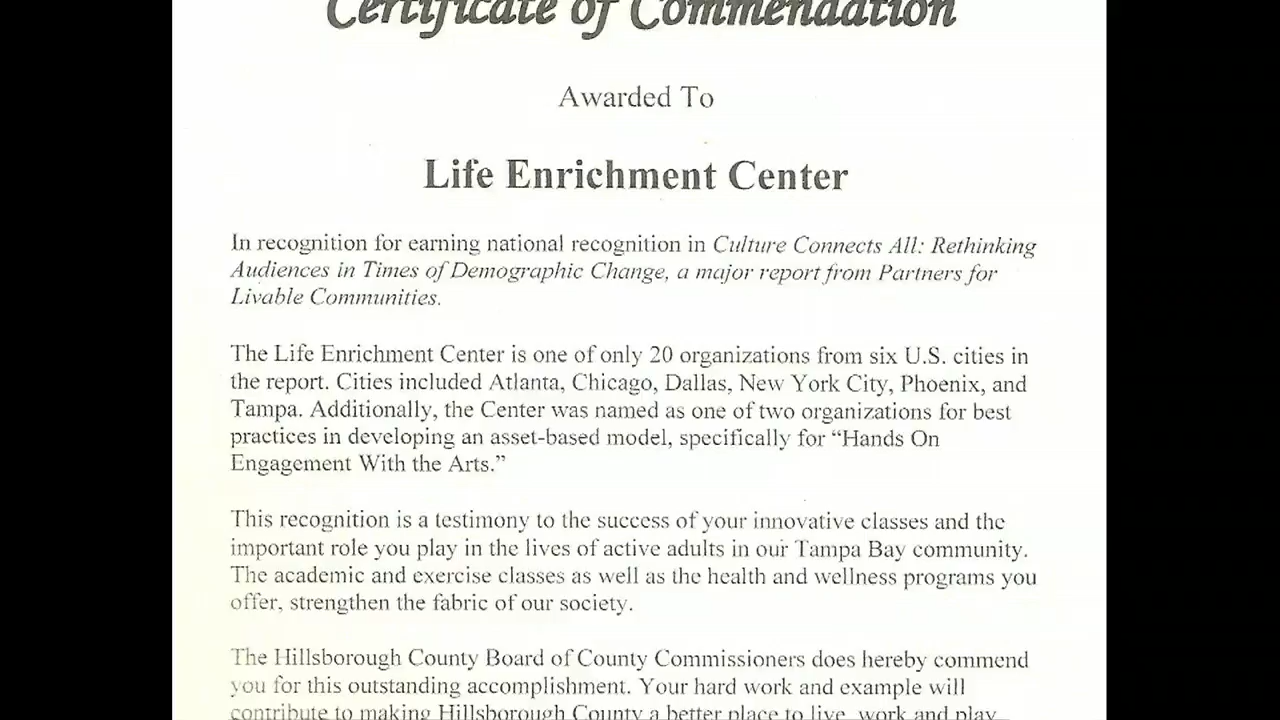 Certificate of Commendation
Awarded To
Life Enrichment Center
In recognition for earning national recognition in Culture Connects All: Rethinking
Audiences in Times of Demographic Change, a major report from Partners for
Livable Communities.
The Life Enrichment Center is one of only 20 organizations from six U.S. cities in
the report. Cities included Atlanta, Chicago, Dallas, New York City, Phoenix, and
Tampa. Additionally, the Center was named as one of two organizations for best
practices in developing an asset-based model, specifically for “Hands On
Engagement With the Arts.”
This recognition is a testimony to the success of your innovative classes and the
important role you play in the lives of active adults in our Tampa Bay community.
The academic and exercise classes as well as the health and wellness programs you
offer, strengthen the fabric of our society.
The Hillsborough County Board of County Commissioners does hereby commend
you for this outstanding accomplishment. Your hard work and example will
contribute to making Hillsborough County a better place to live, work and play.